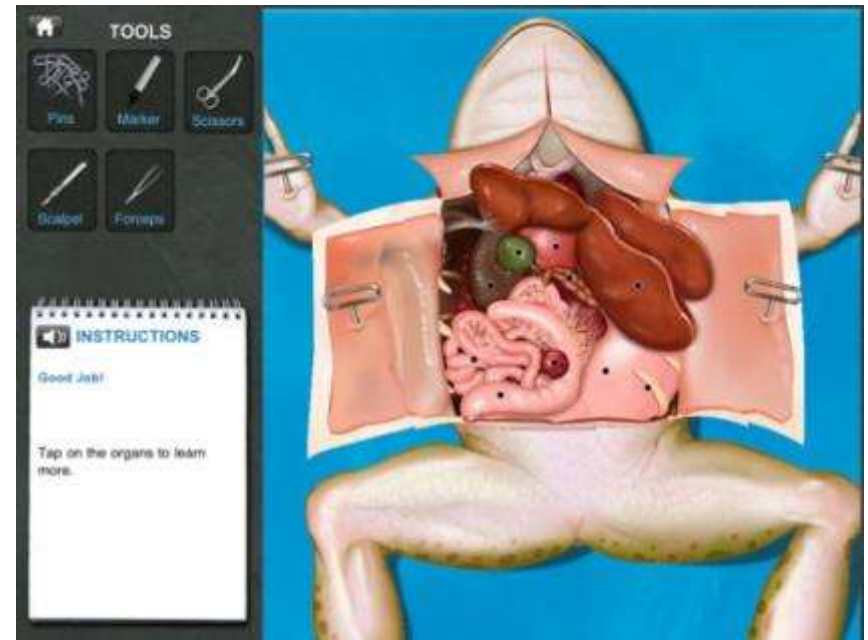 TOOLS
Pins
Marker
Scissors
Scalpel
Forceps
INSTRUCTIONS
Good Job!
Tap on the organs to learn
more.